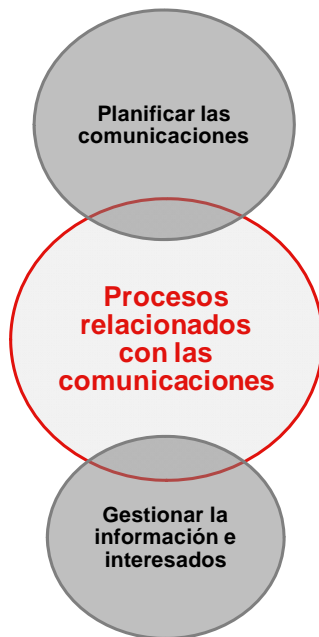 Planificar las
comunicaciones
Procesos
relacionados
con las
comunicaciones
Gestionar la
información e
interesados